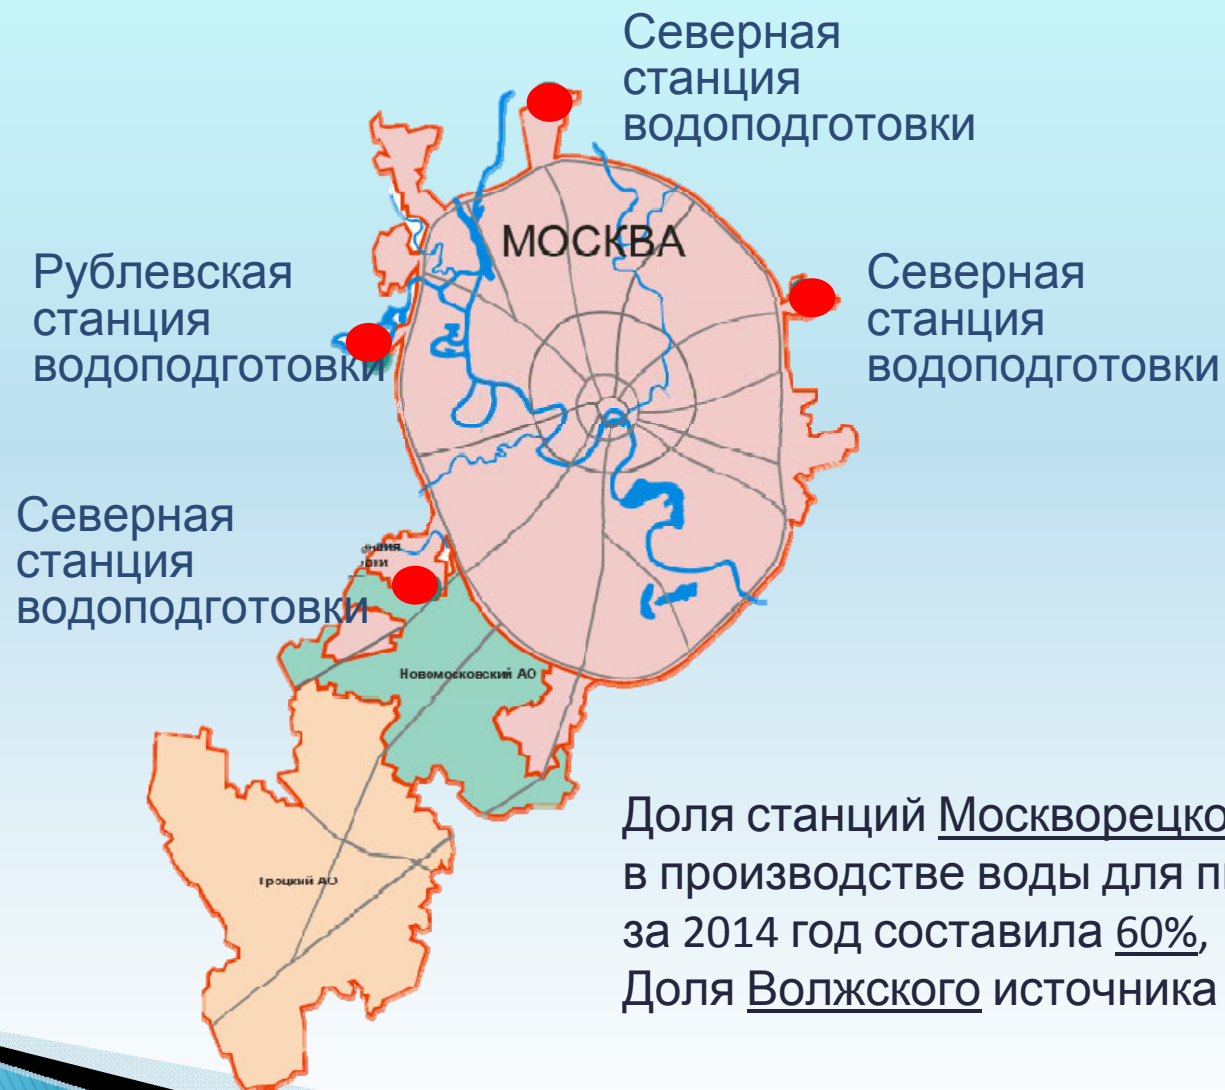 Северная
станция
водоподготовки
МОСКВА
Рублевская
станция
водоподготовки
Северная
станция
водоподготовки
Северная
станция
водоподготовки
Новомосковский АО
Троцкий АО
Доля станций Москворецко
в производстве воды для п
за 2014 год составила 60%,
Доля Волжского источника